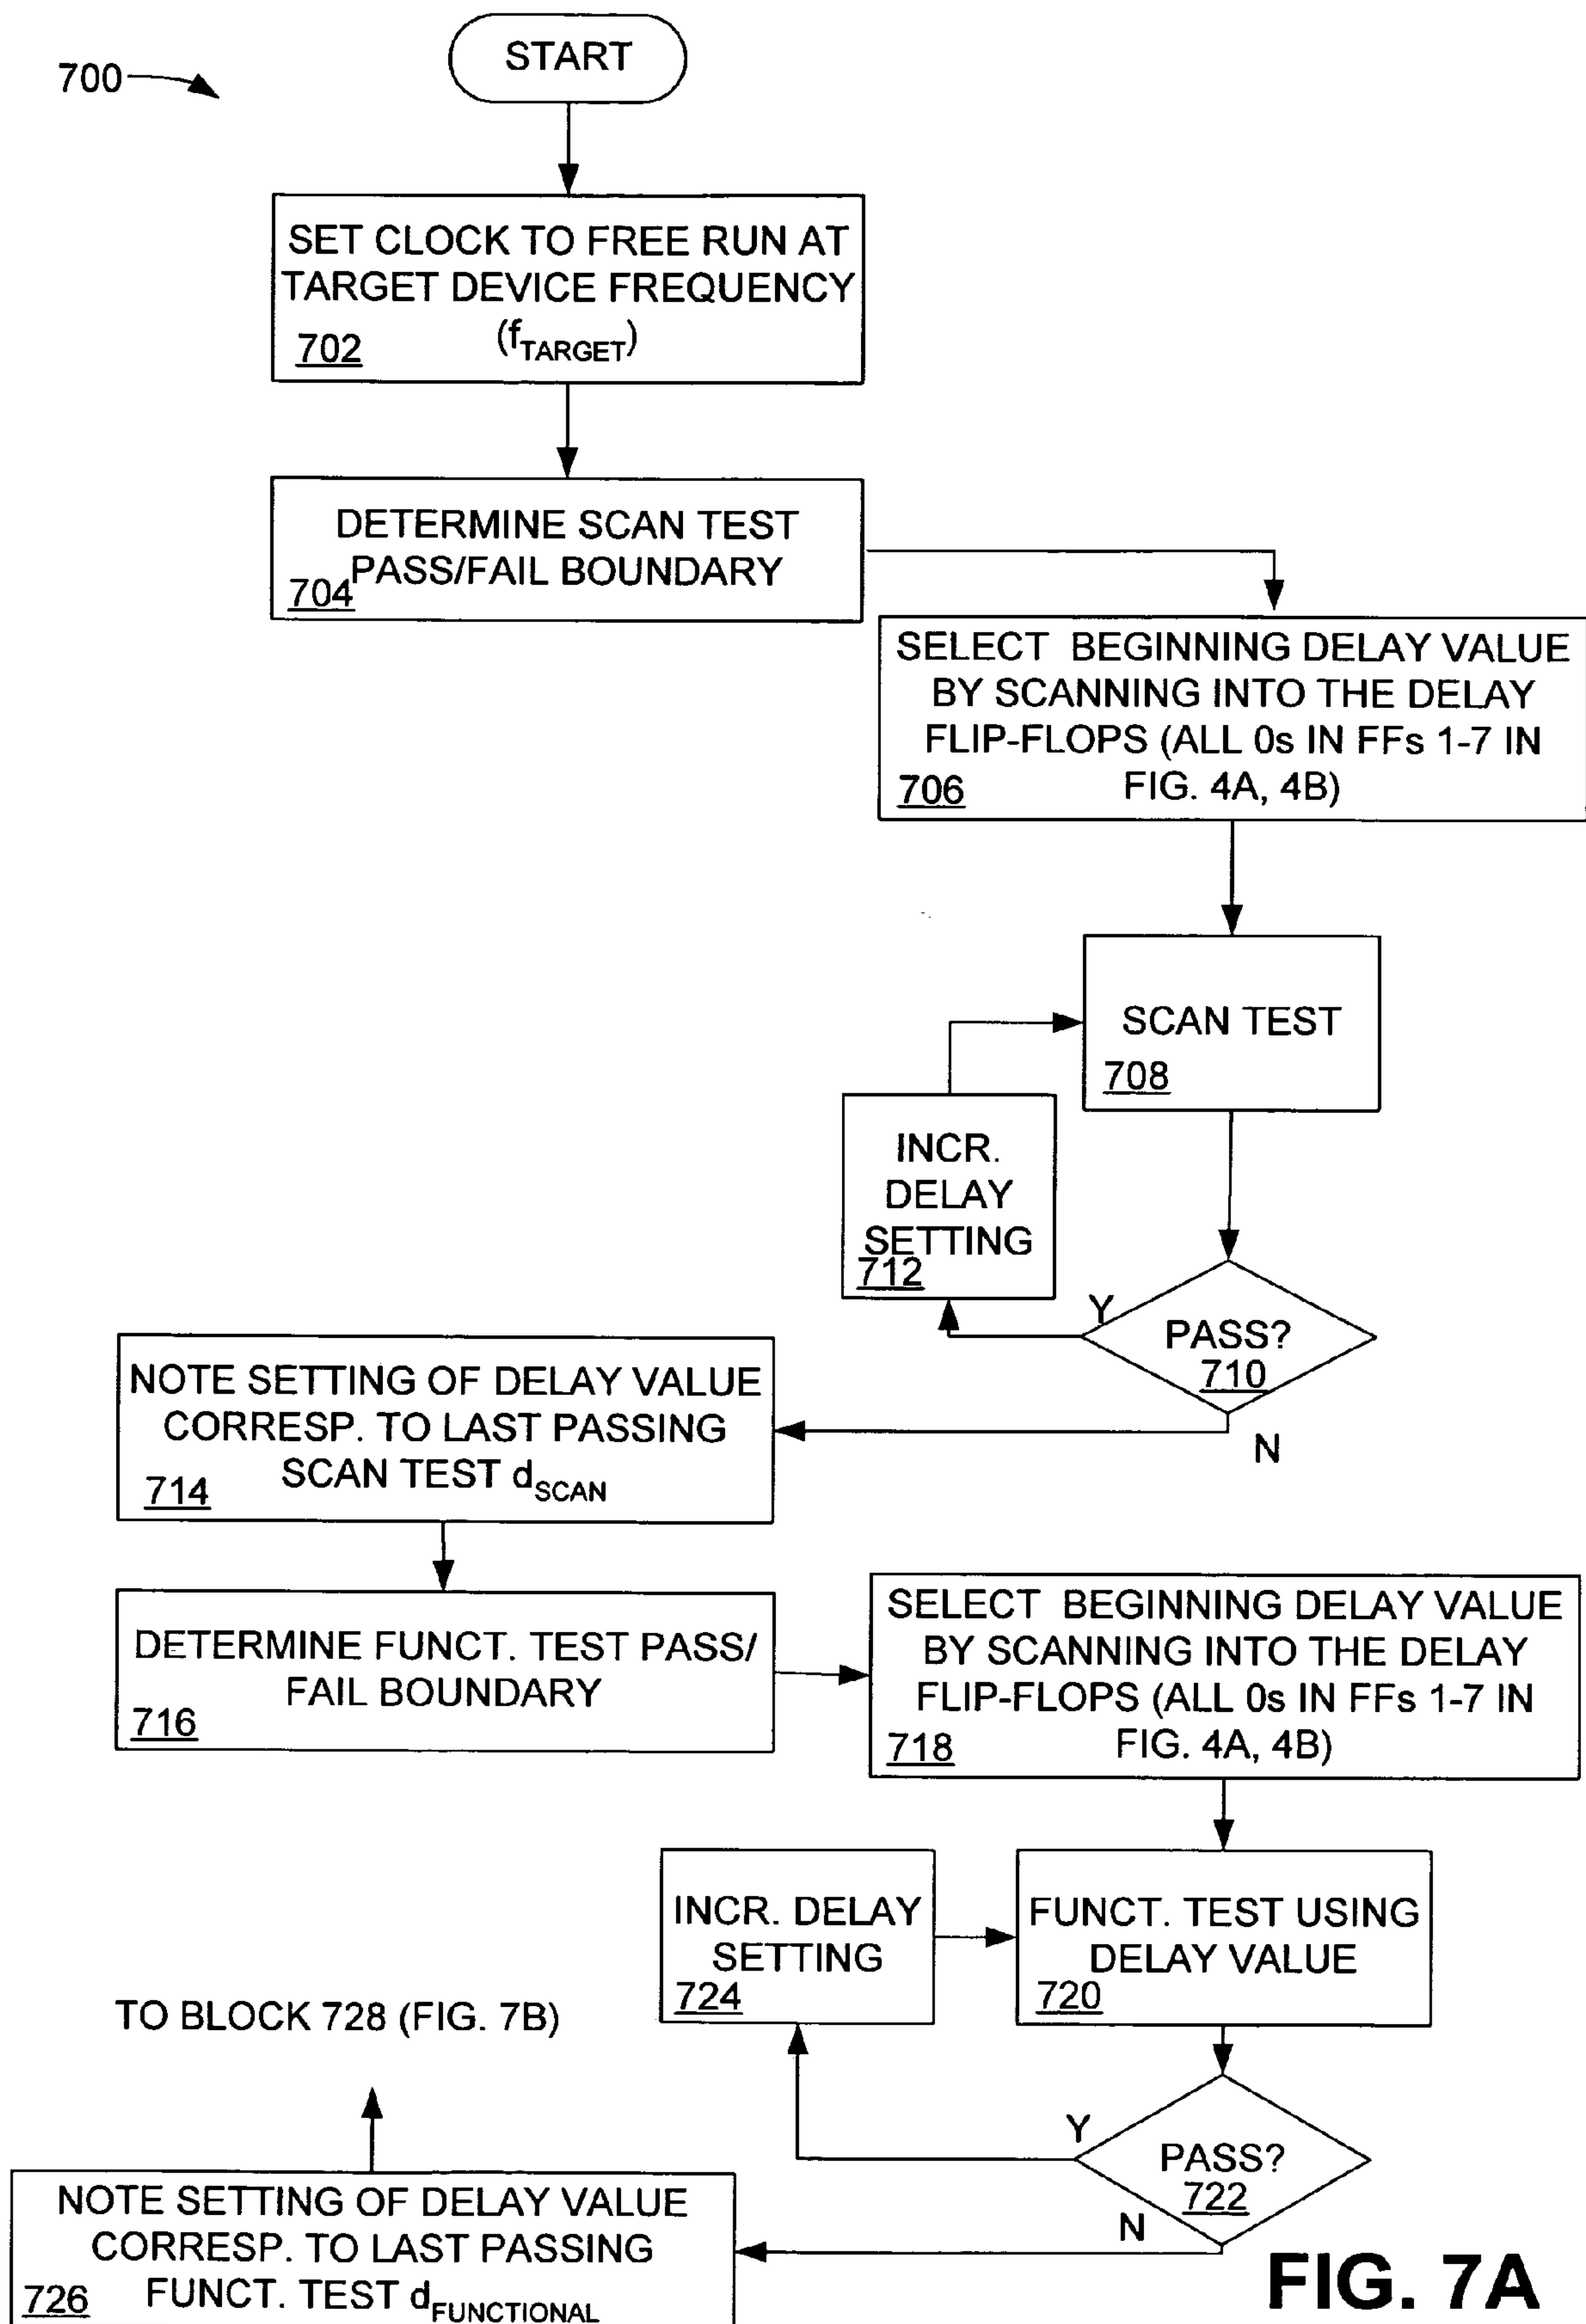 700
START
SET CLOCK TO FREE RUN AT
TARGET DEVICE FREQUENCY
(fTARGET)
702
DETERMINE SCAN TEST
PASS/FAIL BOUNDARY
704
SELECT BEGINNING DELAY VALUE
BY SCANNING INTO THE DELAY
FLIP-FLOPS (ALL 0s IN FFs 1-7 IN
FIG. 4A, 4B)
706
SCAN TEST
708
INCR.
DELAY
SETTING
712
Y
PASS?
710
N
NOTE SETTING OF DELAY VALUE
CORRESP. TO LAST PASSING
SCAN TEST dSCAN
714
DETERMINE FUNCT. TEST PASS/
FAIL BOUNDARY
716
SELECT BEGINNING DELAY VALUE
BY SCANNING INTO THE DELAY
FLIP-FLOPS (ALL 0s IN FFs 1-7 IN
FIG. 4A, 4B)
718
INCR. DELAY
SETTING
724
FUNCT. TEST USING
DELAY VALUE
720
TO BLOCK 728 (FIG. 7B)
Y
PASS?
722
N
NOTE SETTING OF DELAY VALUE
CORRESP. TO LAST PASSING
FUNCT. TEST dFUNCTIONAL
726
FIG. 7A